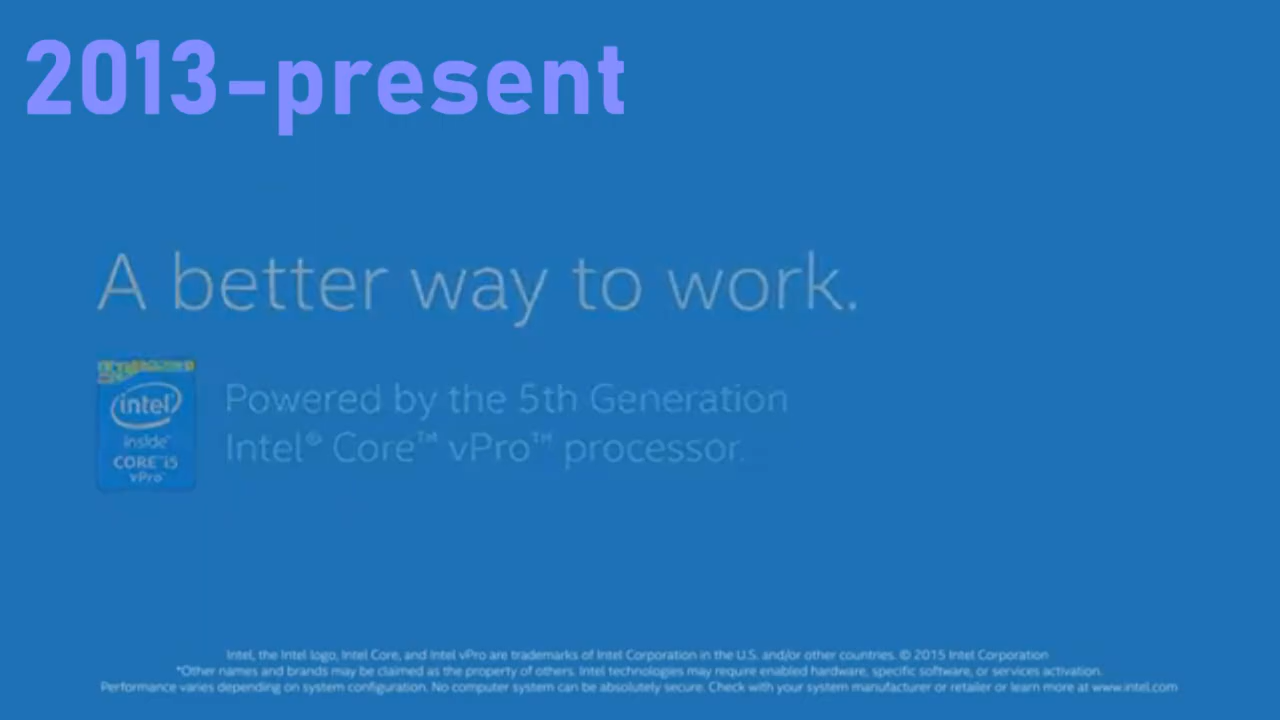 2013-present
A better way to work.
intel
inside™
CORE™ i5
vPro™
Powered by the 5th Generation
Intel® Core™ vPro™ processor.
Intel, the Intel logo, Intel Core, and Intel vPro are trademarks of Intel Corporation in the U.S. and/or other countries. © 2015 Intel Corporation
*Other names and brands may be claimed as the property of others. Intel technologies may require enabled hardware, specific software, or services activation.
Performance varies depending on system configuration. No computer system can be absolutely secure. Check with your system manufacturer or retailer or learn more at www.intel.com